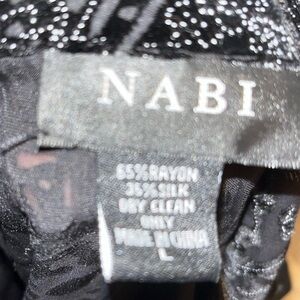 NABI
65% RAYON
35% SILK
DRY CLEAN
ONLY
MADE IN CHINA
L